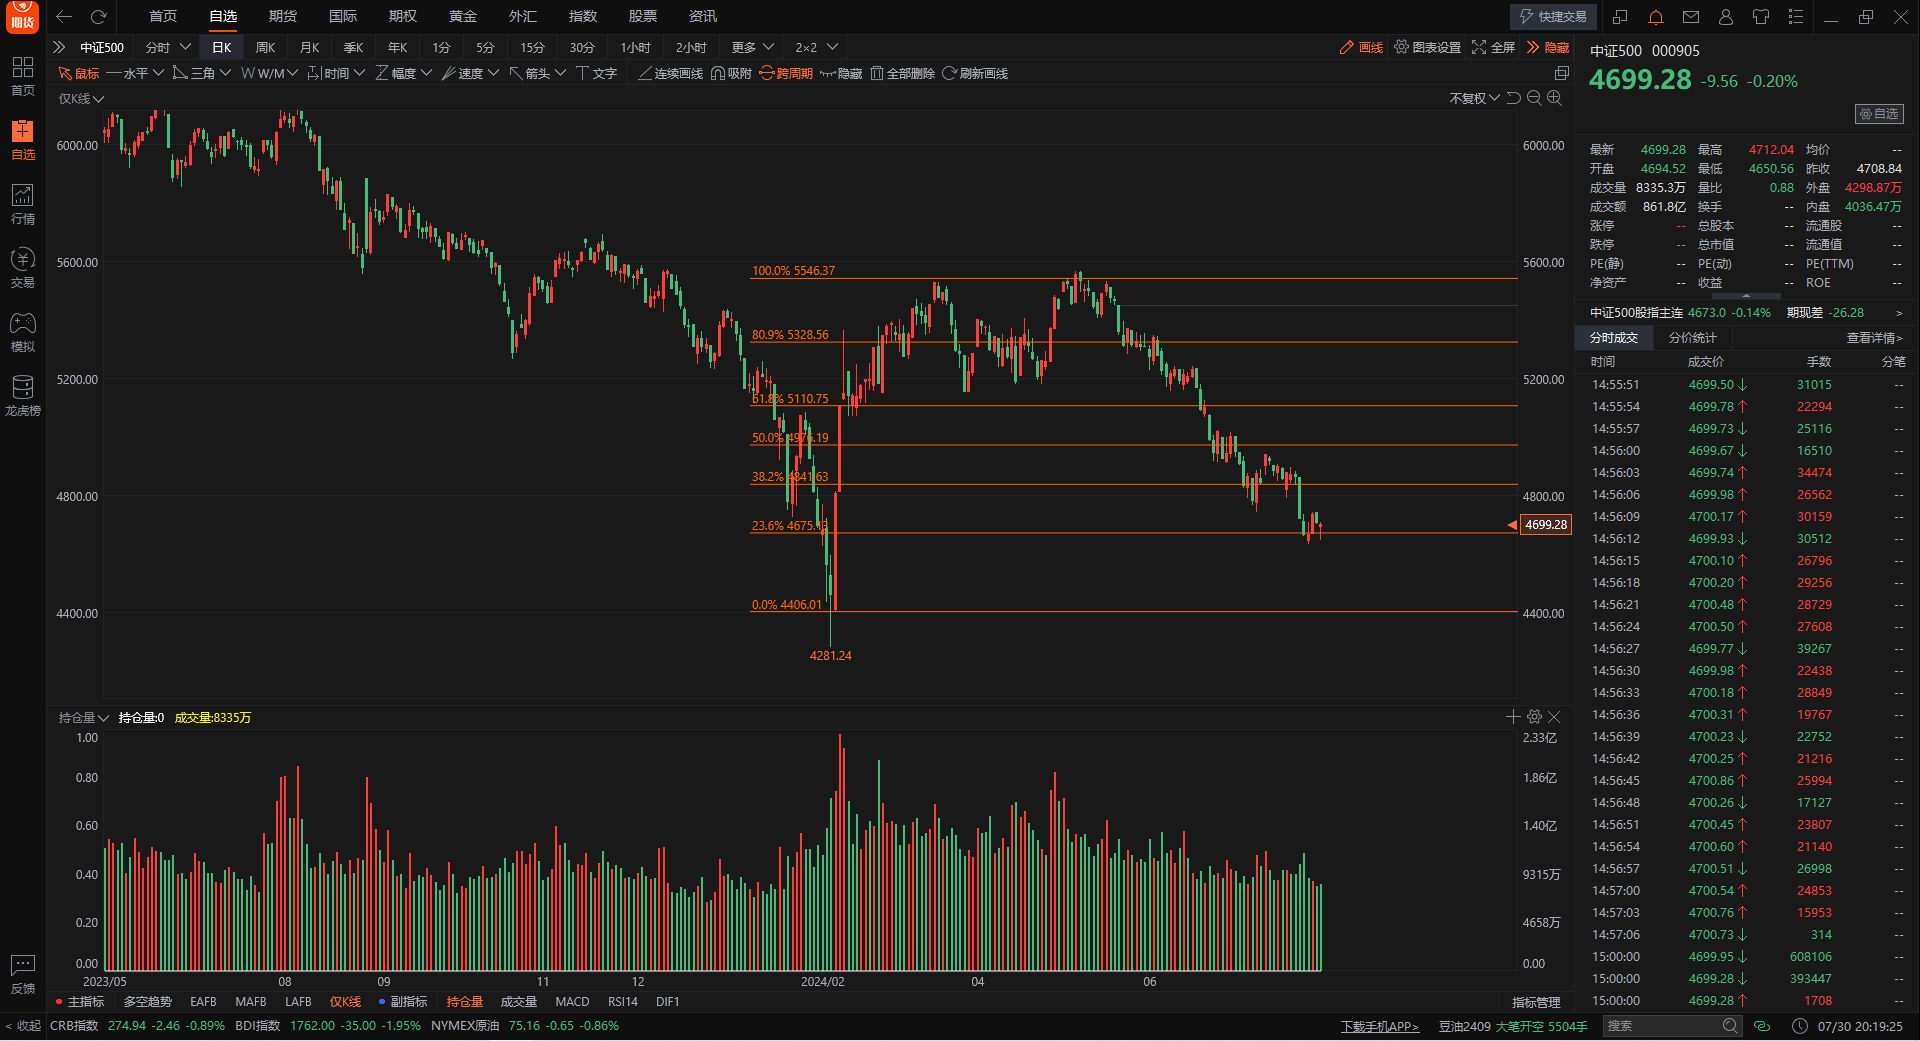 期货
首页 自选 期货 国际 期权 黄金 外汇 指数 股票 资讯 快捷交易
中证500 分时 日K 周K 月K 季K 年K 1分 5分 15分 30分 1小时 2小时 更多 2×2 画线 图表设置 全屏 隐藏
鼠标 水平 三角 W/M 时间 幅度 速度 箭头 文字 连续画线 吸附 跨周期 隐藏 全部删除 刷新画线
仅K线 不复权
首页
自选
行情
交易
模拟
龙虎榜
反馈
6000.00 6000.00
5600.00 5600.00
100.0% 5546.37
80.9% 5328.56
5200.00 5200.00
61.8% 5110.75
50.0% 4976.19
38.2% 4841.63
4800.00 4800.00
23.6% 4675.13
4699.28
0.0% 4406.01
4400.00 4400.00
4281.24
持仓量 持仓量:0 成交量:8335万
1.00 2.33亿
0.80 1.86亿
0.60 1.40亿
0.40 9315万
0.20 4658万
0.00 0.00
2023/05 08 09 11 12 2024/02 04 06
主指标 多空趋势 EAFB MAFB LAFB 仅K线 副指标 持仓量 成交量 MACD RSI14 DIF1 指标管理
中证500 000905
4699.28 -9.56 -0.20%
自选
最新 4699.28 最高 4712.04 均价 --
开盘 4694.52 最低 4650.56 昨收 4708.84
成交量 8335.3万 量比 0.88 外盘 4298.87万
成交额 861.8亿 换手 -- 内盘 4036.47万
涨停 -- 总股本 -- 流通股 --
跌停 -- 总市值 -- 流通值 --
PE(静) -- PE(动) -- PE(TTM) --
净资产 -- 收益 -- ROE --
中证500股指主连 4673.0 -0.14% 期现差 -26.28 >
分时成交 分价统计 查看详情>
时间 成交价 手数 分笔
14:55:51 4699.50↓ 31015 --
14:55:54 4699.78↑ 22294 --
14:55:57 4699.73↓ 25116 --
14:56:00 4699.67↓ 16510 --
14:56:03 4699.74↑ 34474 --
14:56:06 4699.98↑ 26562 --
14:56:09 4700.17↑ 30159 --
14:56:12 4699.93↓ 30512 --
14:56:15 4700.10↑ 26796 --
14:56:18 4700.20↑ 29256 --
14:56:21 4700.48↑ 28729 --
14:56:24 4700.50↑ 27608 --
14:56:27 4699.77↓ 39267 --
14:56:30 4699.98↑ 22438 --
14:56:33 4700.18↑ 28849 --
14:56:36 4700.31↑ 19767 --
14:56:39 4700.23↓ 22752 --
14:56:42 4700.25↑ 21216 --
14:56:45 4700.86↑ 25994 --
14:56:48 4700.26↓ 17127 --
14:56:51 4700.45↑ 23807 --
14:56:54 4700.60↑ 21140 --
14:56:57 4700.51↓ 26998 --
14:57:00 4700.54↑ 24853 --
14:57:03 4700.76↑ 15953 --
14:57:06 4700.73↓ 314 --
15:00:00 4699.95↓ 608106 --
15:00:00 4699.28↓ 393447 --
15:00:00 4699.28↑ 1708 --
< 收起 CRB指数 274.94 -2.46 -0.89% BDI指数 1762.00 -35.00 -1.95% NYMEX原油 75.16 -0.65 -0.86% 下载手机APP> 豆油2409 大笔开空 5504手 搜索 07/30 20:19:25